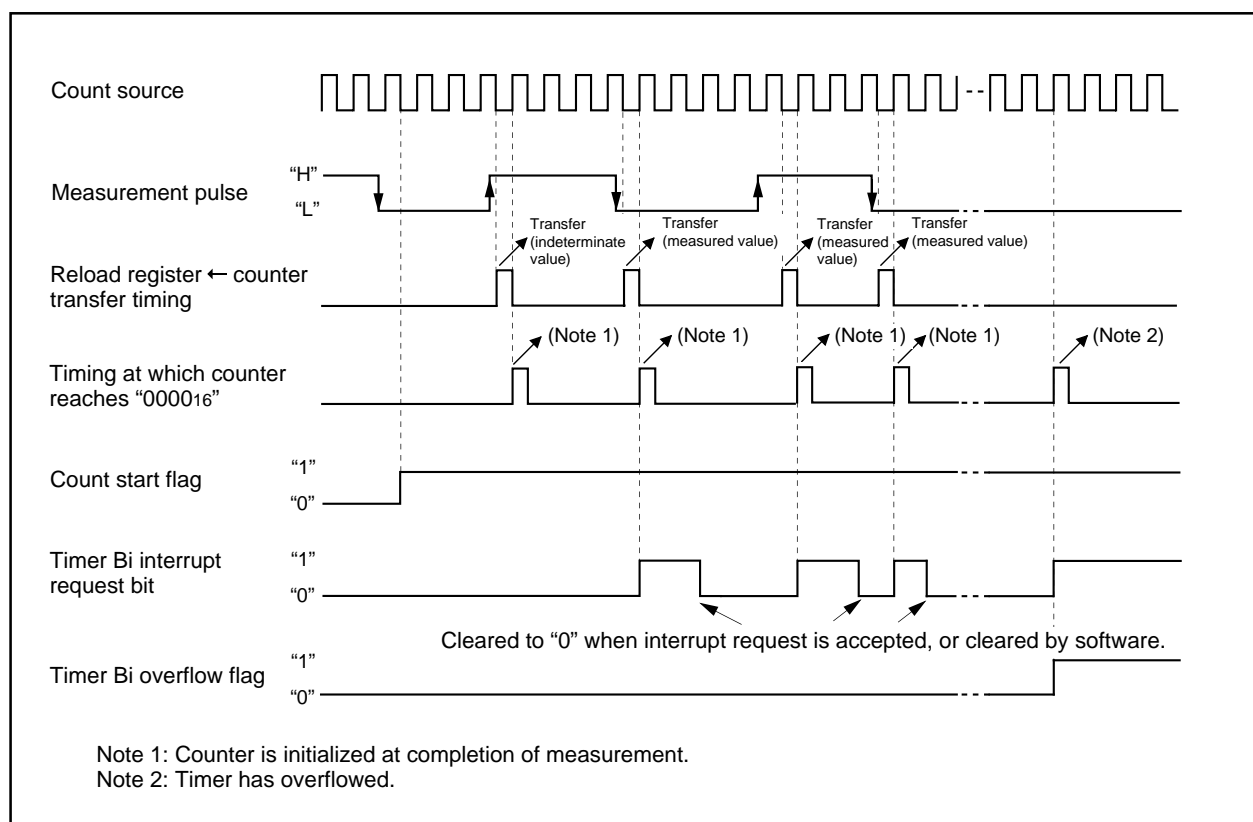 Count source
Measurement pulse
“H”
“L”
Transfer
(indeterminate
value)
Transfer
(measured value)
Transfer
(measured
value)
Transfer
(measured value)
Reload register ← counter
transfer timing
(Note 1)
(Note 1)
(Note 1)
(Note 1)
(Note 2)
Timing at which counter
reaches “000016”
Count start flag
“1”
“0”
Timer Bi interrupt
request bit
“1”
“0”
Cleared to “0” when interrupt request is accepted, or cleared by software.
Timer Bi overflow flag
“1”
“0”
Note 1: Counter is initialized at completion of measurement.
Note 2: Timer has overflowed.